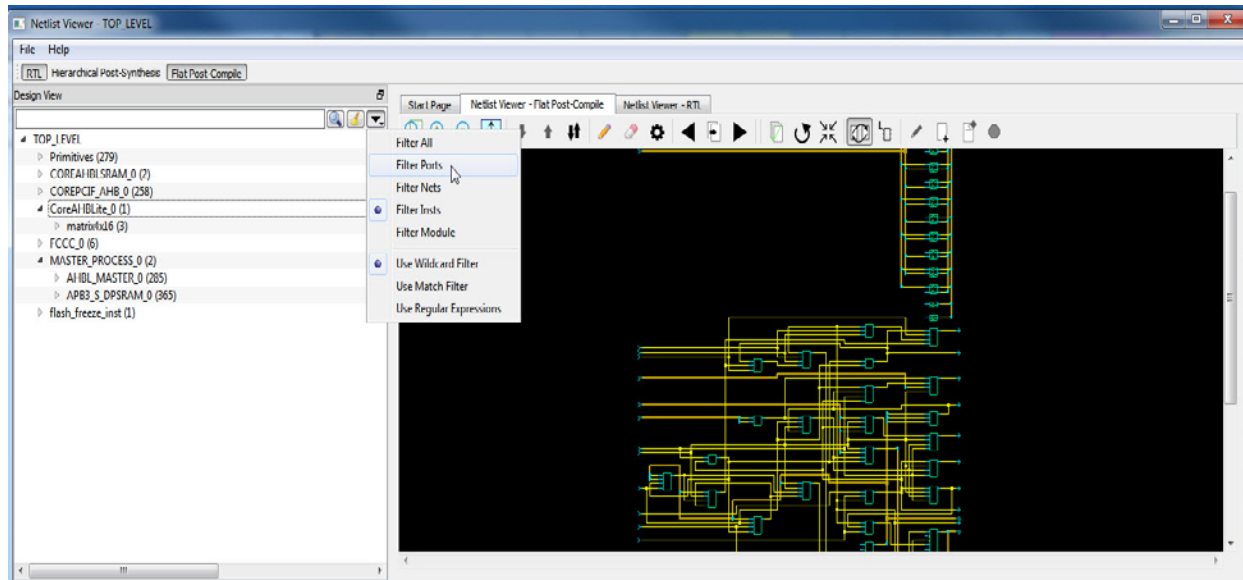 Netlist Viewer - TOP_LEVEL
File Help
RTL Hierarchical Post-Synthesis Flat Post Compile
Design View
Start Page Netlist Viewer - Flat Post-Compile Netlist Viewer - RTL
TOP_LEVEL
Primitives (279)
COREAHBLSRAM_0 (7)
COREPCIF_AHB_0 (258)
CoreAHBLite_0 (1)
matrix4x16 (3)
FCCC_0 (6)
MASTER_PROCESS_0 (2)
AHBL_MASTER_0 (285)
APB3_S_DPSRAM_0 (365)
flash_freeze_inst (1)
Filter All
Filter Ports
Filter Nets
Filter Insts
Filter Module
Use Wildcard Filter
Use Match Filter
Use Regular Expressions